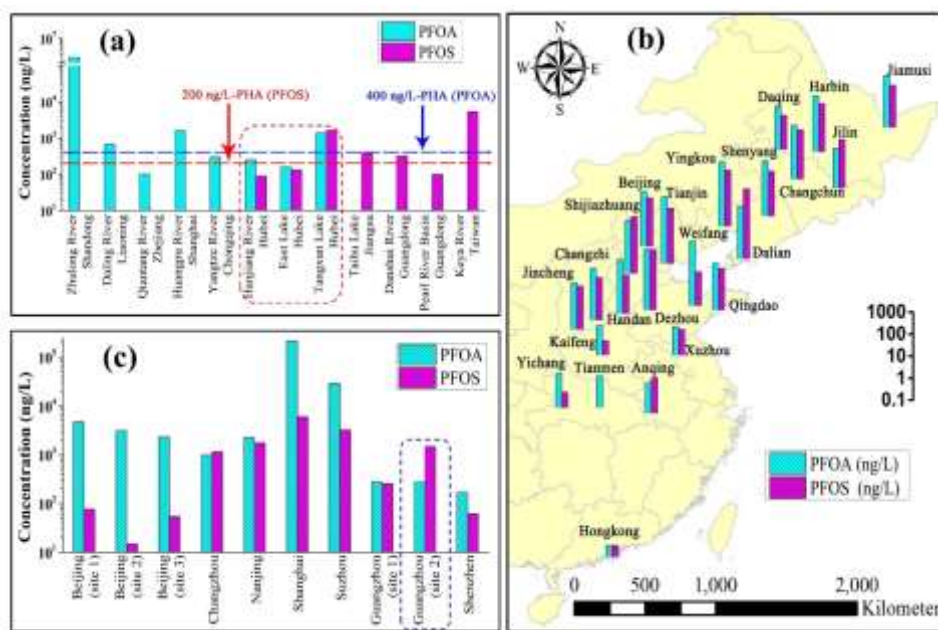 (a)
PFOA
PFOS
Concentration (ng/L)
200 ng/L-PHA (PFOS)
400 ng/L-PHA (PFOA)
Zhulong River
Shandong
Daling River
Liaoning
Qiantang River
Zhejiang
Huangpu River
Shanghai
Yangtze River
Chongqing
Hanjiang River
Hubei
East Lake
Hubei
Tangxun Lake
Hubei
Taihu Lake
Jiangsu
Danshui River
Guangdong
Pearl River Basin
Guangdong
Keya River
Taiwan
(b)
N
W E
S
Jiamusi
Harbin
Daqing
Jilin
Shenyang
Yingkou
Changchun
Beijing
Tianjin
Shijiazhuang
Weifang
Dalian
Changzhi
Jincheng
Qingdao
Handan
Dezhou
Kaifeng
Xuzhou
Yichang
Tianmen
Anqing
1000
100
10
1
0.1
PFOA (ng/L)
PFOS (ng/L)
Hongkong
0 500 1,000 2,000
Kilometer
(c)
PFOA
PFOS
Concentration (ng/L)
Beijing
(site 1)
Beijing
(site 2)
Beijing
(site 3)
Changzhou
Nanjing
Shanghai
Suzhou
Guangzhou
(site 1)
Guangzhou
(site 2)
Shenzhen